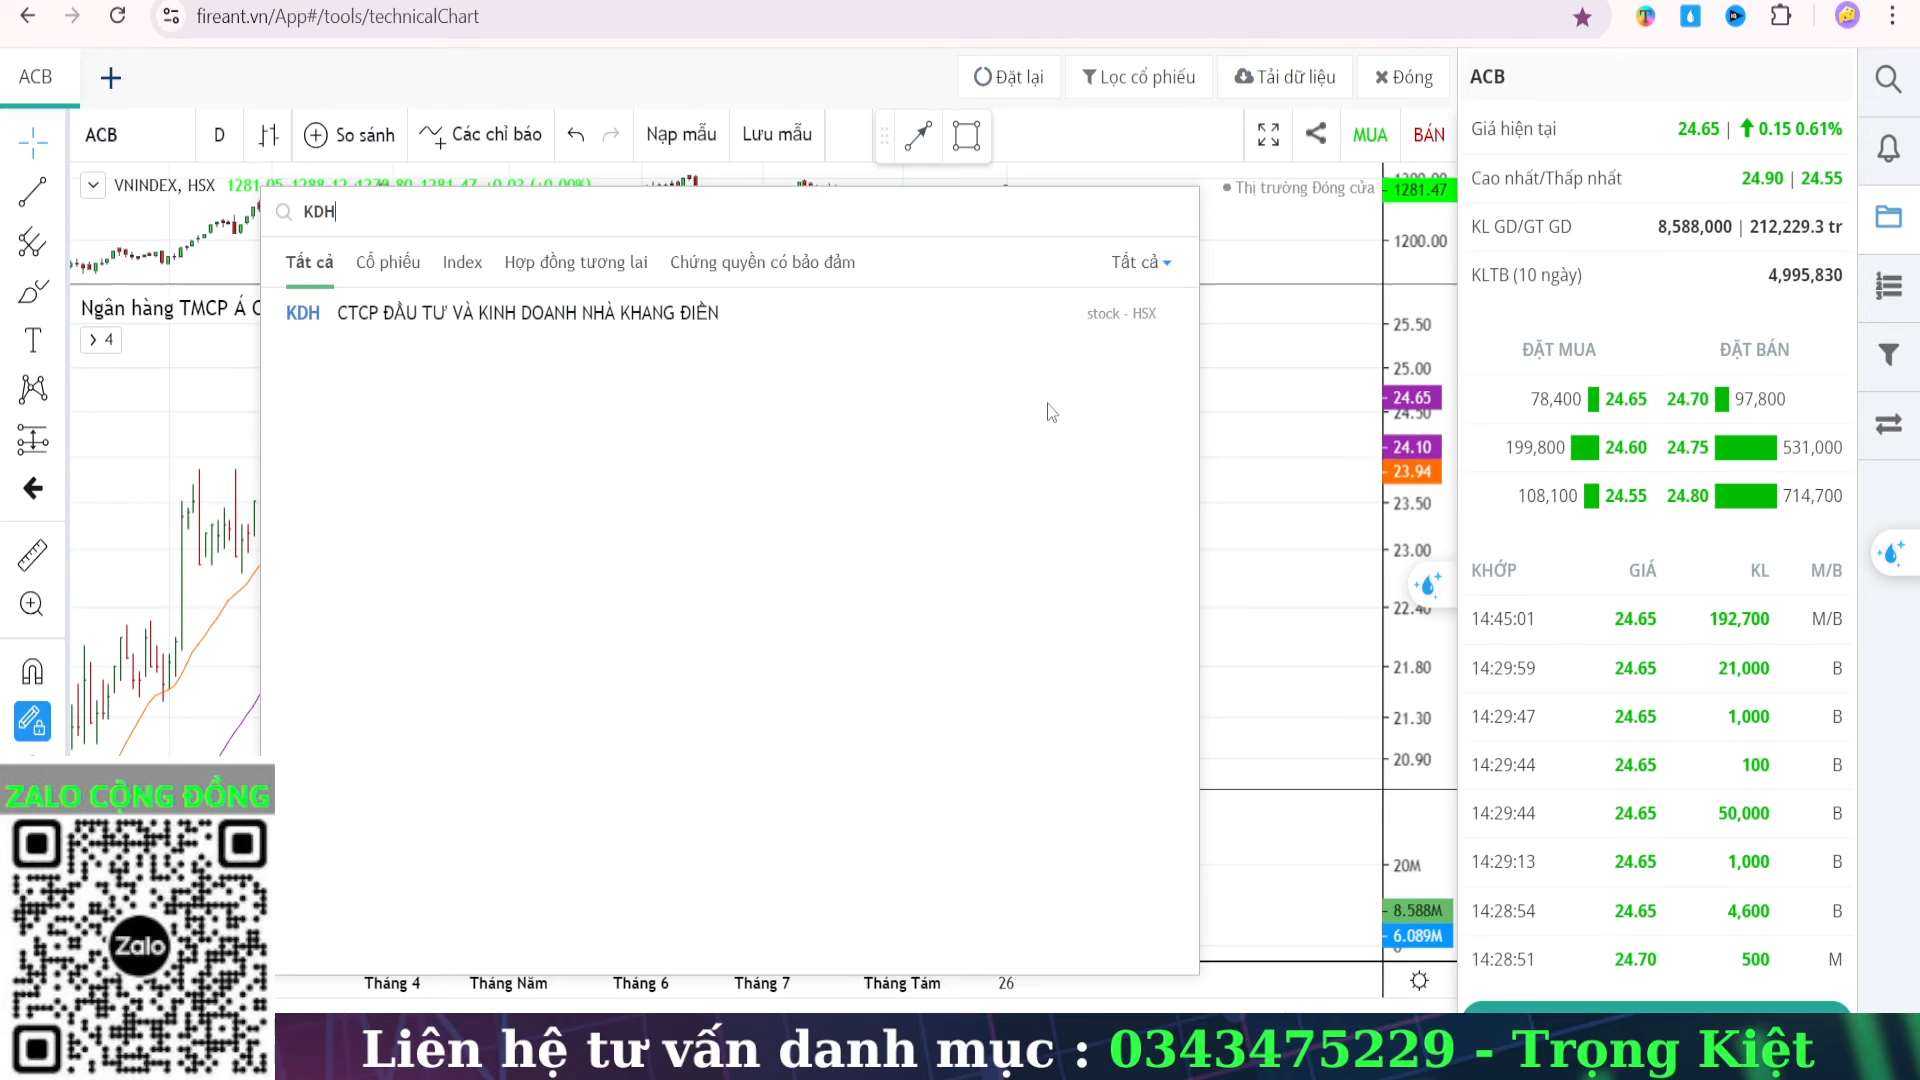 fireant.vn/App#/tools/technicalChart
ACB
Đặt lại
Lọc cổ phiếu
Tải dữ liệu
Đóng
ACB
ACB
D
So sánh
Các chỉ báo
Nạp mẫu
Lưu mẫu
MUA
BÁN
Giá hiện tại
24.65 | 0.15 0.61%
Cao nhất/Thấp nhất
24.90 | 24.55
KL GD/GT GD
8,588,000 | 212,229.3 tr
KLTB (10 ngày)
4,995,830
VNINDEX, HSX
Thị trường Đóng cửa
1281.47
1200.00
KDH
Tất cả
Cổ phiếu
Index
Hợp đồng tương lai
Chứng quyền có bảo đảm
Tất cả
KDH CTCP ĐẦU TƯ VÀ KINH DOANH NHÀ KHANG ĐIỀN
stock - HSX
Ngân hàng TMCP Á C
4
25.50
25.00
24.65
24.50
24.10
23.94
23.50
23.00
22.40
21.80
21.30
20.90
20M
8.588M
6.089M
0
ĐẶT MUA
ĐẶT BÁN
78,400 24.65 24.70 97,800
199,800 24.60 24.75 531,000
108,100 24.55 24.80 714,700
KHỚP GIÁ KL M/B
14:45:01 24.65 192,700 M/B
14:29:59 24.65 21,000 B
14:29:47 24.65 1,000 B
14:29:44 24.65 100 B
14:29:44 24.65 50,000 B
14:29:13 24.65 1,000 B
14:28:54 24.65 4,600 B
14:28:51 24.70 500 M
Tháng 4
Tháng Năm
Tháng 6
Tháng 7
Tháng Tám
26
ZALO CỘNG ĐỒNG
Zalo
Liên hệ tư vấn danh mục : 0343475229 - Trọng Kiệt